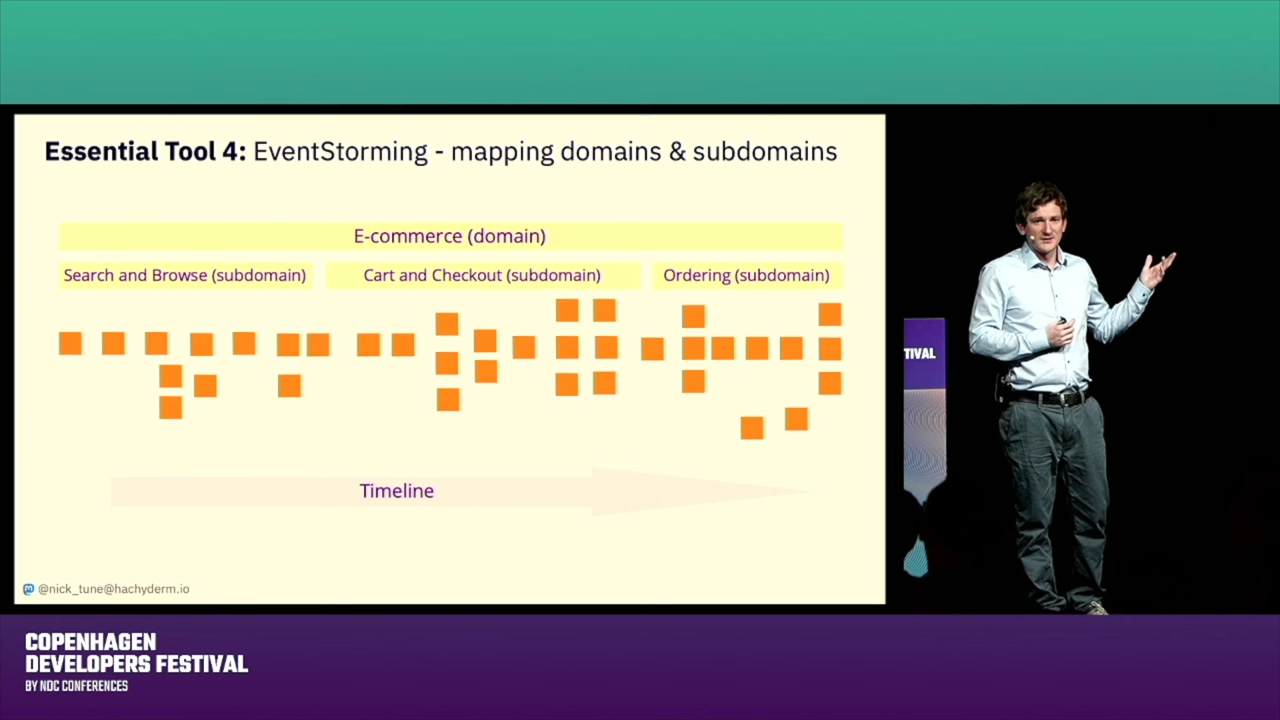 Essential Tool 4: EventStorming - mapping domains & subdomains
E-commerce (domain)
Search and Browse (subdomain)
Cart and Checkout (subdomain)
Ordering (subdomain)
Timeline
@nick_tune@hachyderm.io
TIVAL
COPENHAGEN
DEVELOPERS FESTIVAL
BY NDC CONFERENCES